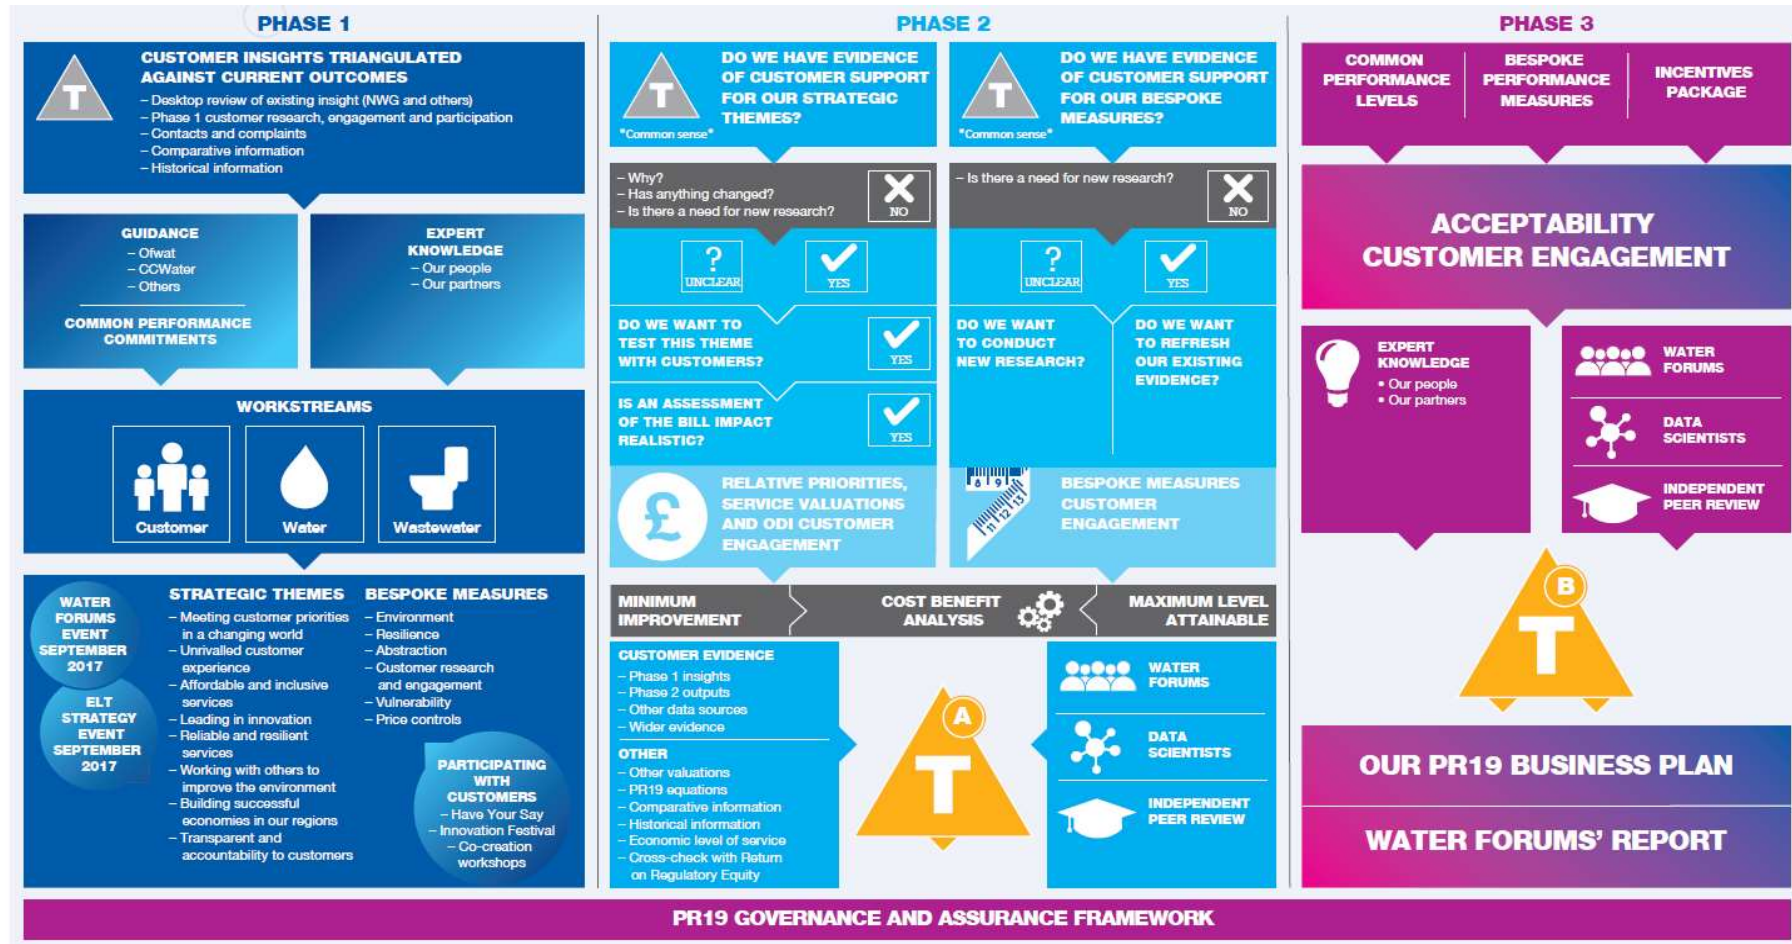 PHASE 1
T
CUSTOMER INSIGHTS TRIANGULATED
AGAINST CURRENT OUTCOMES
– Desktop review of existing insight (NWG and others)
– Phase 1 customer research, engagement and participation
– Contacts and complaints
– Comparative information
– Historical information
GUIDANCE
– Ofwat
– CCWater
– Others
COMMON PERFORMANCE
COMMITMENTS
EXPERT
KNOWLEDGE
– Our people
– Our partners
WORKSTREAMS
Customer
Water
Wastewater
WATER
FORUMS
EVENT
SEPTEMBER
2017
ELT
STRATEGY
EVENT
SEPTEMBER
2017
STRATEGIC THEMES
– Meeting customer priorities
in a changing world
– Unrivalled customer
experience
– Affordable and inclusive
services
– Leading in innovation
– Reliable and resilient
services
– Working with others to
improve the environment
– Building successful
economies in our regions
– Transparent and
accountability to customers
BESPOKE MEASURES
– Environment
– Resilience
– Abstraction
– Customer research
and engagement
– Vulnerability
– Price controls
PARTICIPATING
WITH
CUSTOMERS
– Have Your Say
– Innovation Festival
– Co-creation
workshops
PHASE 2
T
"Common sense"
DO WE HAVE EVIDENCE
OF CUSTOMER SUPPORT
FOR OUR STRATEGIC
THEMES?
– Why?
– Has anything changed?
– Is there a need for new research?
NO
?
UNCLEAR
YES
DO WE WANT TO
TEST THIS THEME
WITH CUSTOMERS?
YES
IS AN ASSESSMENT
OF THE BILL IMPACT
REALISTIC?
YES
£
RELATIVE PRIORITIES,
SERVICE VALUATIONS
AND ODI CUSTOMER
ENGAGEMENT
T
"Common sense"
DO WE HAVE EVIDENCE
OF CUSTOMER SUPPORT
FOR OUR BESPOKE
MEASURES?
– Is there a need for new research?
NO
?
UNCLEAR
YES
DO WE WANT
TO CONDUCT
NEW RESEARCH?
DO WE WANT
TO REFRESH
OUR EXISTING
EVIDENCE?
8 9
11 12 13
BESPOKE MEASURES
CUSTOMER
ENGAGEMENT
MINIMUM
IMPROVEMENT
COST BENEFIT
ANALYSIS
MAXIMUM LEVEL
ATTAINABLE
CUSTOMER EVIDENCE
– Phase 1 insights
– Phase 2 outputs
– Other data sources
– Wider evidence
OTHER
– Other valuations
– PR19 equations
– Comparative information
– Historical information
– Economic level of service
– Cross-check with Return
on Regulatory Equity
A
T
WATER
FORUMS
DATA
SCIENTISTS
INDEPENDENT
PEER REVIEW
PHASE 3
COMMON
PERFORMANCE
LEVELS
BESPOKE
PERFORMANCE
MEASURES
INCENTIVES
PACKAGE
ACCEPTABILITY
CUSTOMER ENGAGEMENT
EXPERT
KNOWLEDGE
• Our people
• Our partners
WATER
FORUMS
DATA
SCIENTISTS
INDEPENDENT
PEER REVIEW
B
T
OUR PR19 BUSINESS PLAN
WATER FORUMS' REPORT
PR19 GOVERNANCE AND ASSURANCE FRAMEWORK